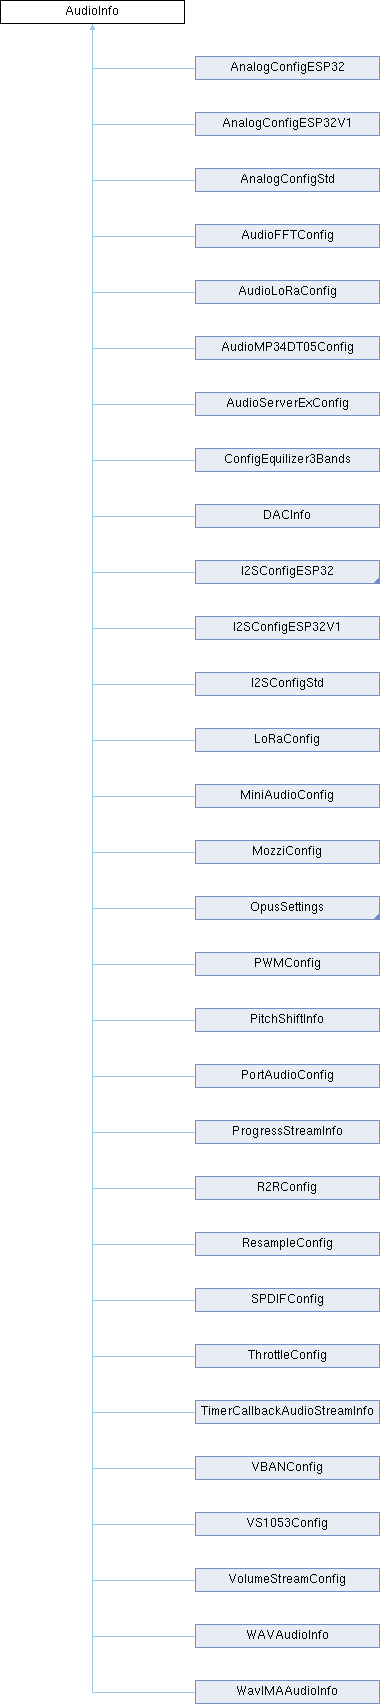 AudioInfo
AnalogConfigESP32
AnalogConfigESP32V1
AnalogConfigStd
AudioFFTConfig
AudioLoRaConfig
AudioMP34DT05Config
AudioServerExConfig
ConfigEquilizer3Bands
DACInfo
I2SConfigESP32
I2SConfigESP32V1
I2SConfigStd
LoRaConfig
MiniAudioConfig
MozziConfig
OpusSettings
PWMConfig
PitchShiftInfo
PortAudioConfig
ProgressStreamInfo
R2RConfig
ResampleConfig
SPDIFConfig
ThrottleConfig
TimerCallbackAudioStreamInfo
VBANConfig
VS1053Config
VolumeStreamConfig
WAVAudioInfo
WavIMAAudioInfo